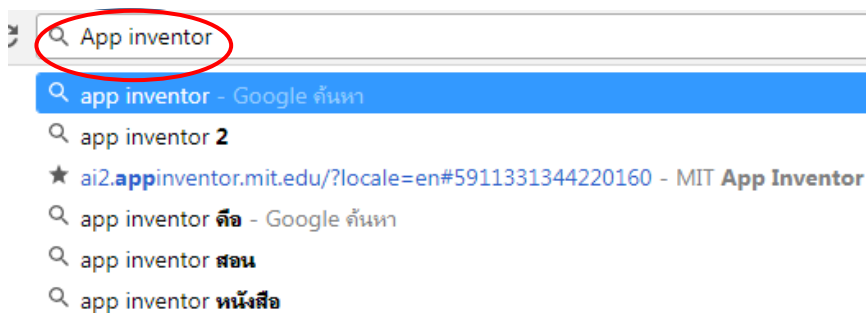 App inventor
app inventor - Google ค้นหา
app inventor 2
ai2.appinventor.mit.edu/?locale=en#5911331344220160 - MIT App Inventor
app inventor คือ - Google ค้นหา
app inventor สอน
app inventor หนังสือ